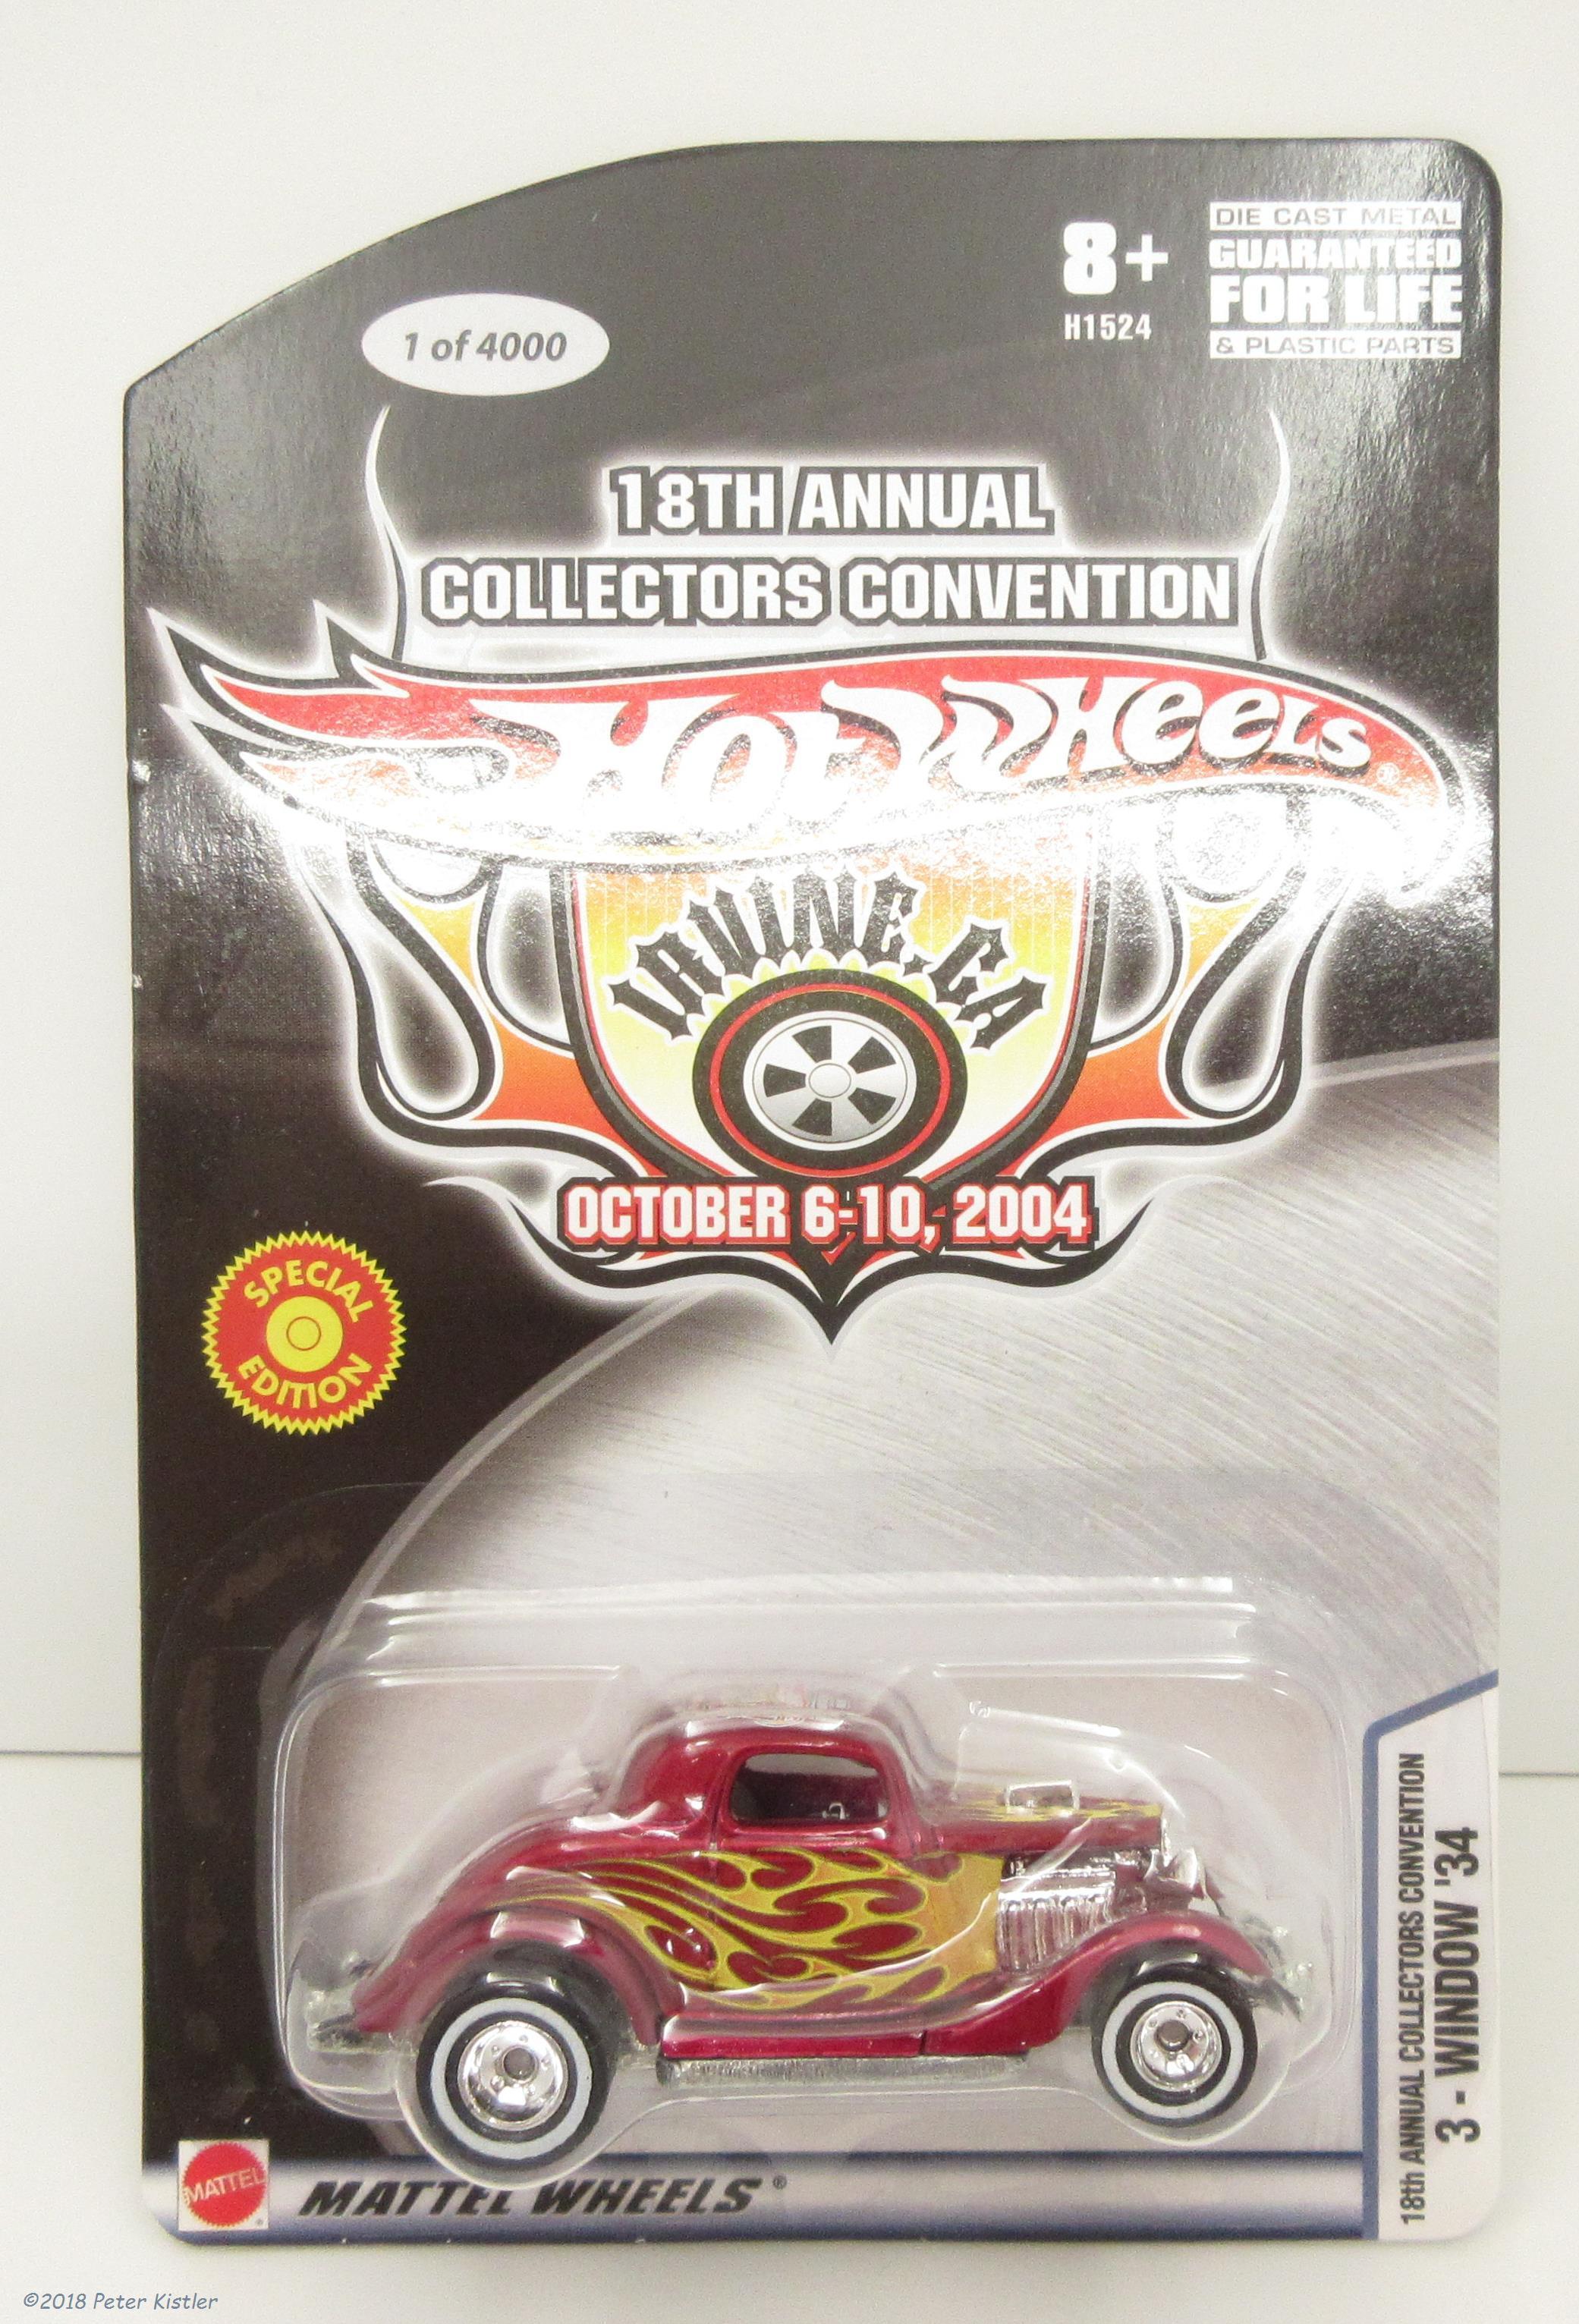 8+
H1524
DIE CAST METAL
GUARANTEED
FOR LIFE
& PLASTIC PARTS
1 of 4000
18TH ANNUAL
COLLECTORS CONVENTION
HOT WHEELS®
IRVINE, CA
OCTOBER 6-10, 2004
SPECIAL
EDITION
18th ANNUAL COLLECTORS CONVENTION
3 - WINDOW '34
MATTEL®
MATTEL WHEELS®
©2018 Peter Kistler